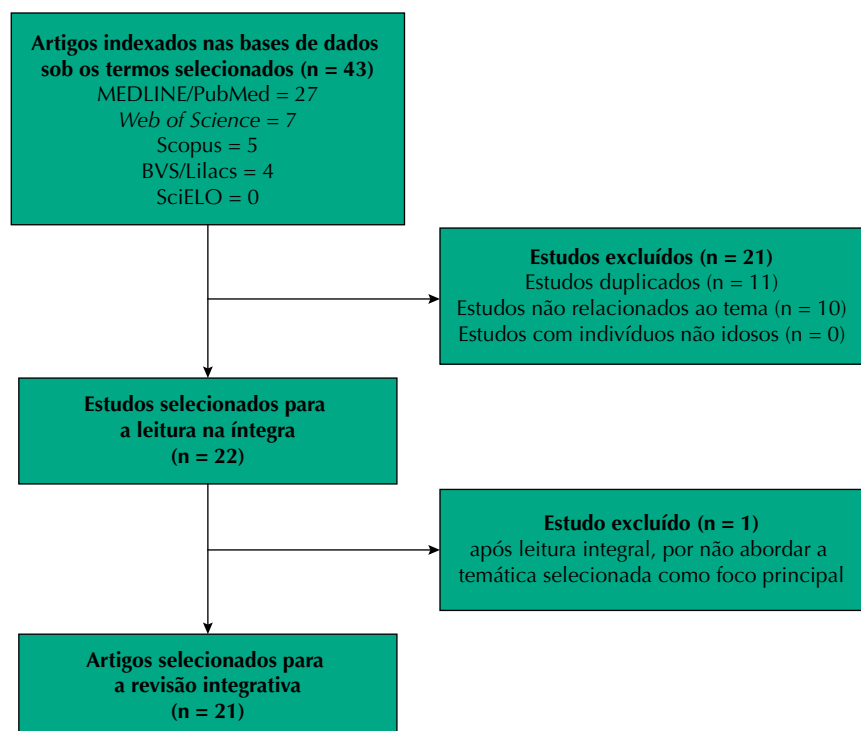 Artigos indexados nas bases de dados
sob os termos selecionados (n = 43)
MEDLINE/PubMed = 27
Web of Science = 7
Scopus = 5
BVS/Lilacs = 4
SciELO = 0
Estudos excluídos (n = 21)
Estudos duplicados (n = 11)
Estudos não relacionados ao tema (n = 10)
Estudos com indivíduos não idosos (n = 0)
Estudos selecionados para
a leitura na íntegra
(n = 22)
Estudo excluído (n = 1)
após leitura integral, por não abordar a
temática selecionada como foco principal
Artigos selecionados para
a revisão integrativa
(n = 21)